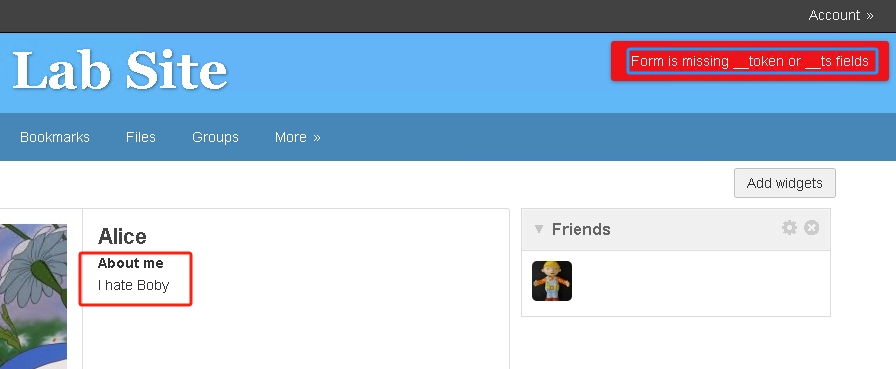 Account »
Lab Site
Form is missing __token or __ts fields
Bookmarks Files Groups More »
Add widgets
Alice
About me
I hate Boby
Friends